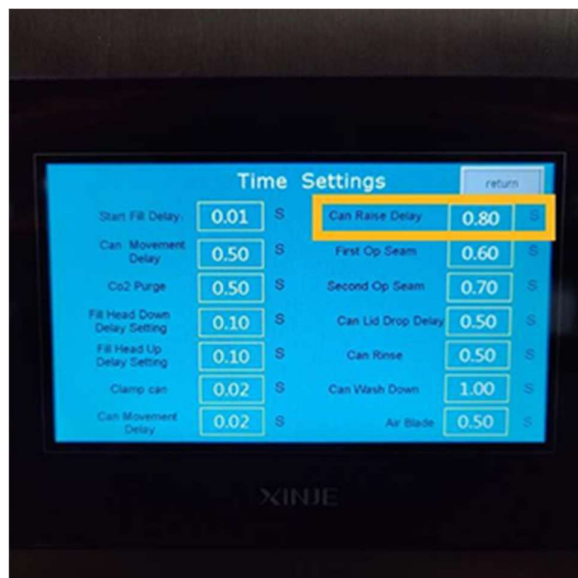 Time Settings
return
Start Fill Delay: 0.01 S
Can Raise Delay 0.80 S
Can Movement Delay 0.50 S
First Op Seam 0.60 S
Co2 Purge 0.50 S
Second Op Seam 0.70 S
Fill Head Down
Delay Setting 0.10 S
Can Lid Drop Delay 0.50 S
Fill Head Up
Delay Setting 0.10 S
Can Rinse 0.50 S
Clamp can 0.02 S
Can Wash Down 1.00 S
Can Movement
Delay 0.02 S
Air Blade 0.50 S
XINJE